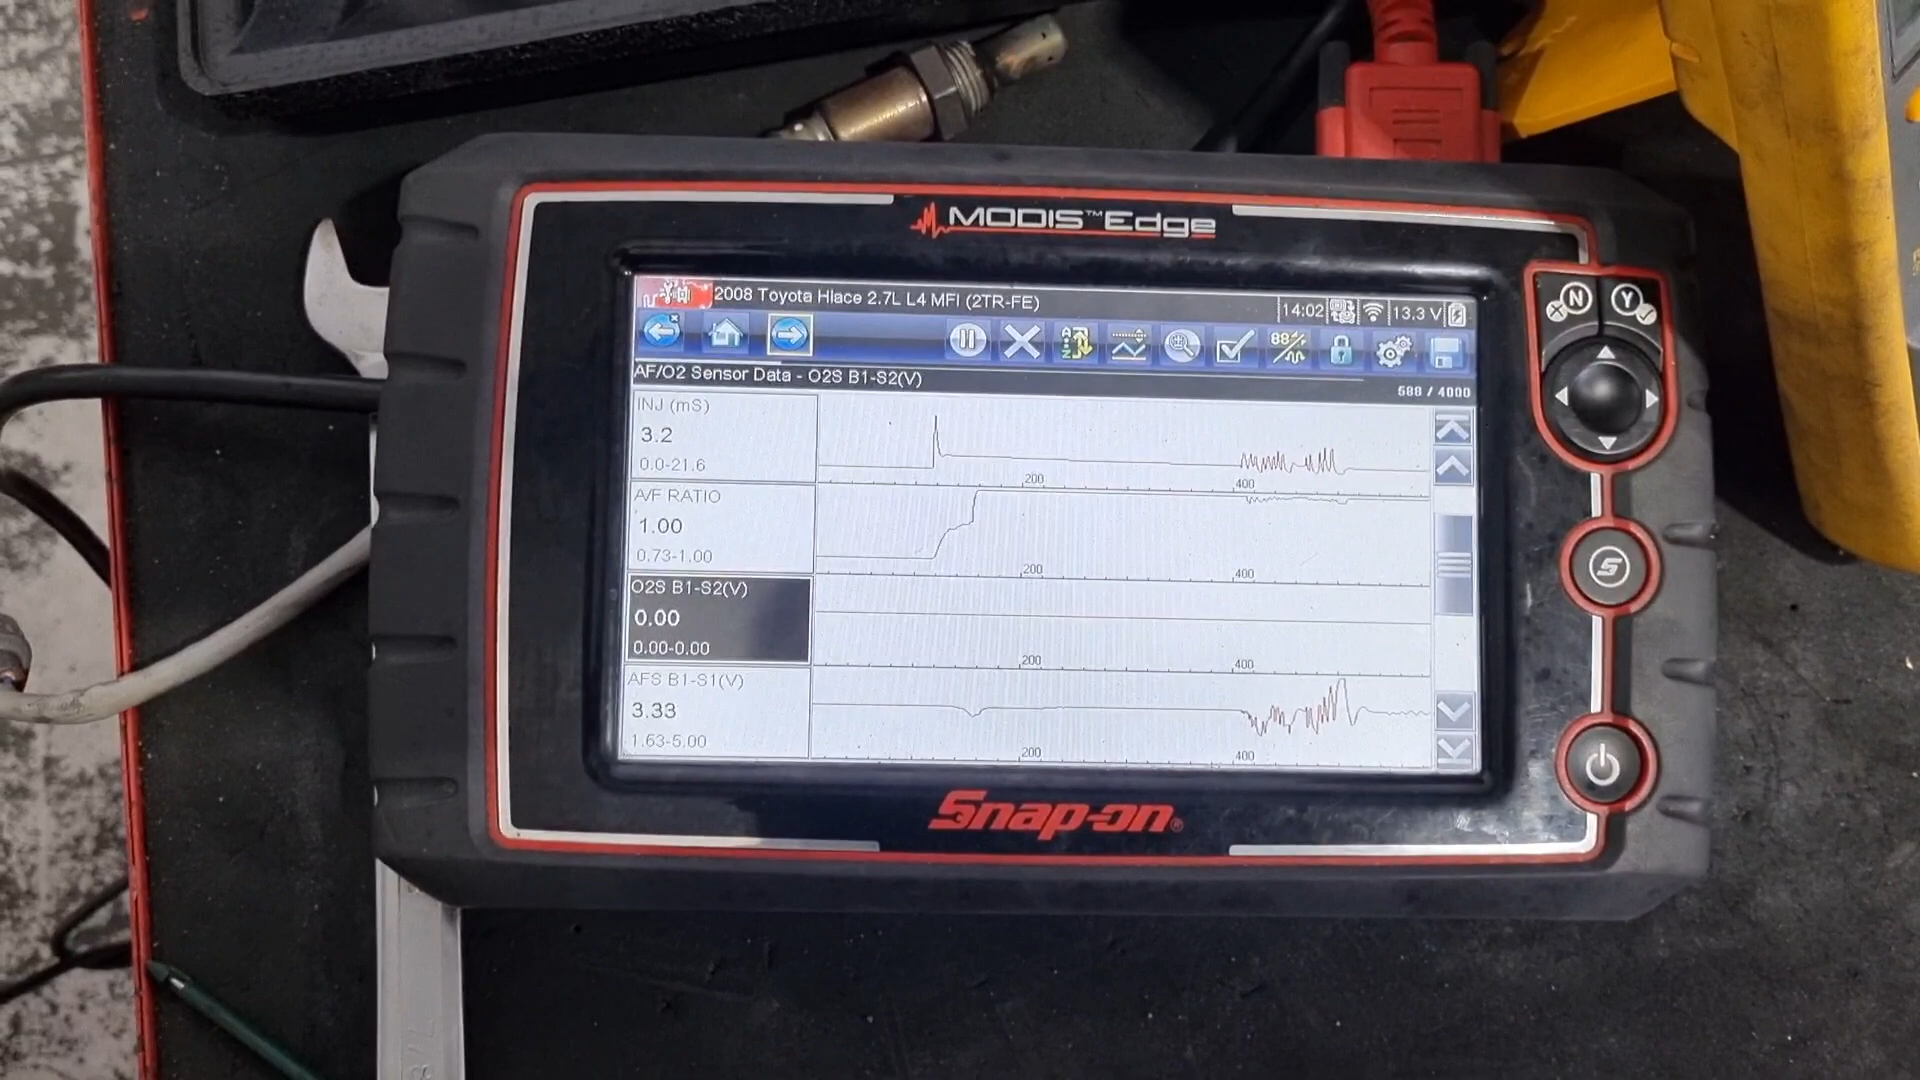 MODIS™ Edge
2008 Toyota HIace 2.7L L4 MFI (2TR-FE)
14:02
13.3 V
N
Y
AF/O2 Sensor Data - O2S B1-S2(V)
588 / 4000
INJ (mS)
3.2
0.0-21.6
200
400
A/F RATIO
1.00
0.73-1.00
200
400
O2S B1-S2(V)
0.00
0.00-0.00
200
400
AFS B1-S1(V)
3.33
1.63-5.00
200
400
S
Snap-on®